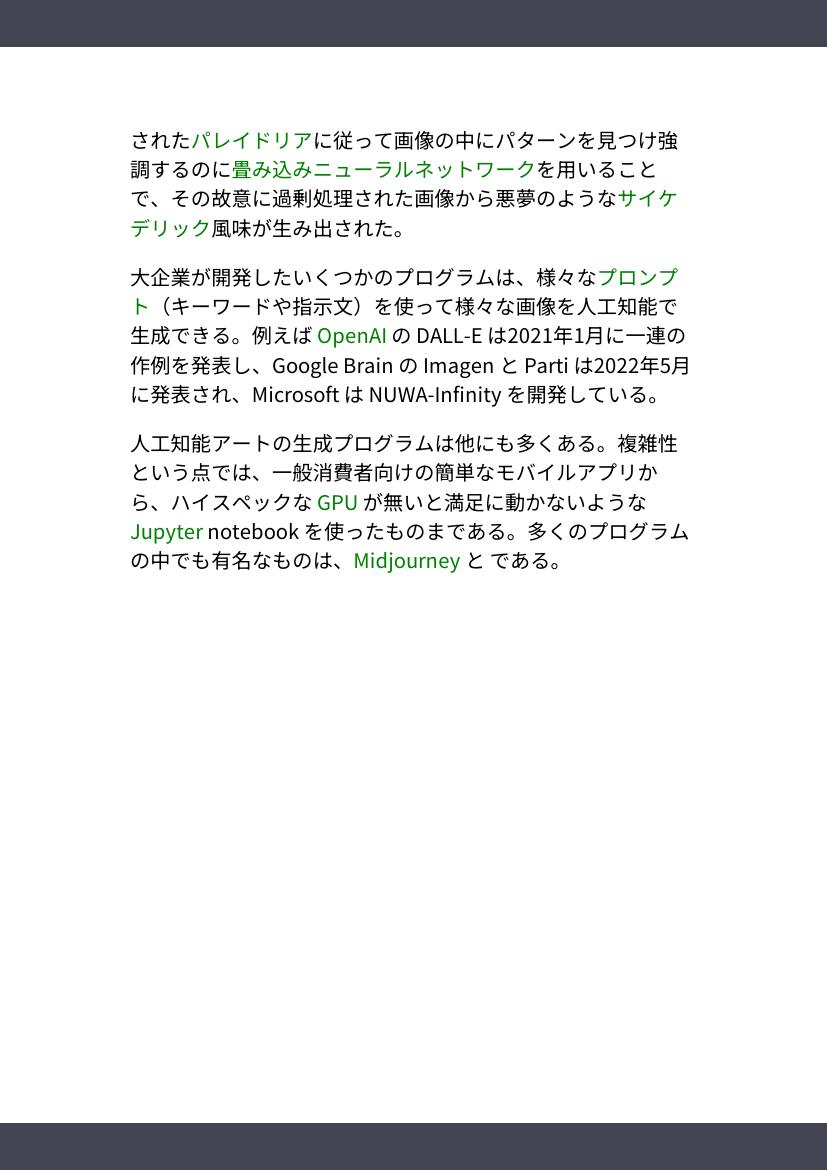 されたパレイドリアに従って画像の中にパターンを見つけ強
調するのに畳み込みニューラルネットワークを用いること
で、その故意に過剰処理された画像から悪夢のようなサイケ
デリック風味が生み出された。
大企業が開発したいくつかのプログラムは、様々なプロンプ
ト（キーワードや指示文）を使って様々な画像を人工知能で
生成できる。例えば OpenAI の DALL-E は2021年1月に一連の
作例を発表し、Google Brain の Imagen と Parti は2022年5月
に発表され、Microsoft は NUWA-Infinity を開発している。
人工知能アートの生成プログラムは他にも多くある。複雑性
という点では、一般消費者向けの簡単なモバイルアプリか
ら、ハイスペックな GPU が無いと満足に動かないような
Jupyter notebook を使ったものまである。多くのプログラム
の中でも有名なものは、Midjourney と である。